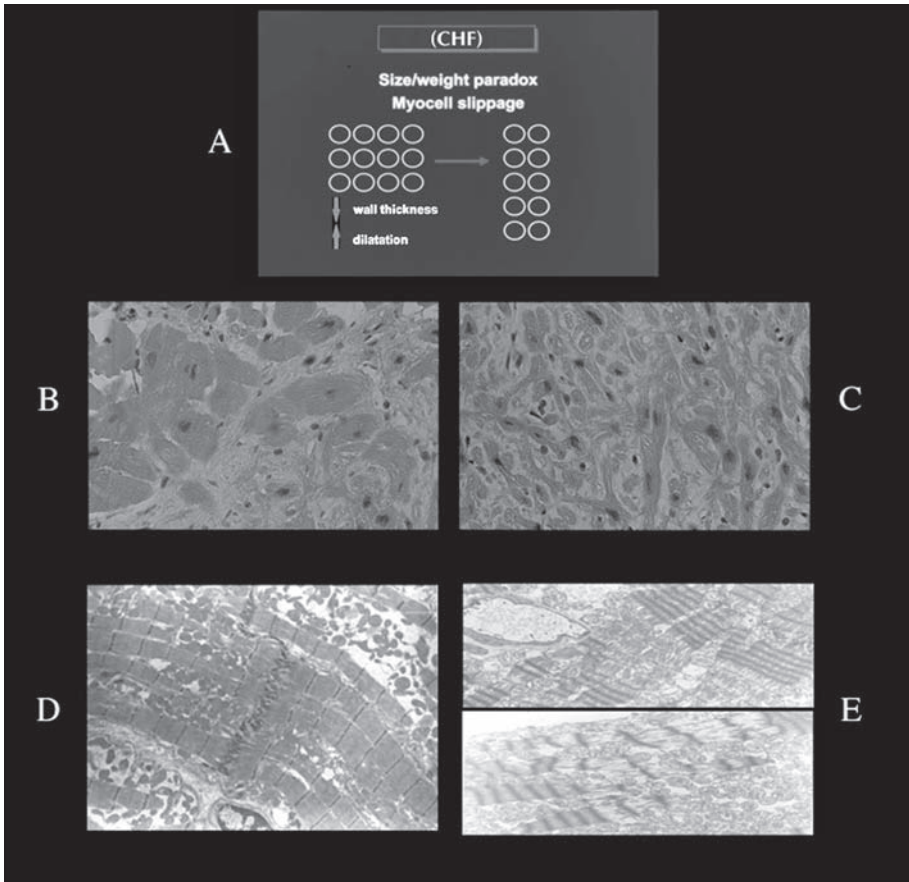 (CHF)
Size/weight paradox
Myocell slippage
A
wall thickness
dilatation
B
C
D
E